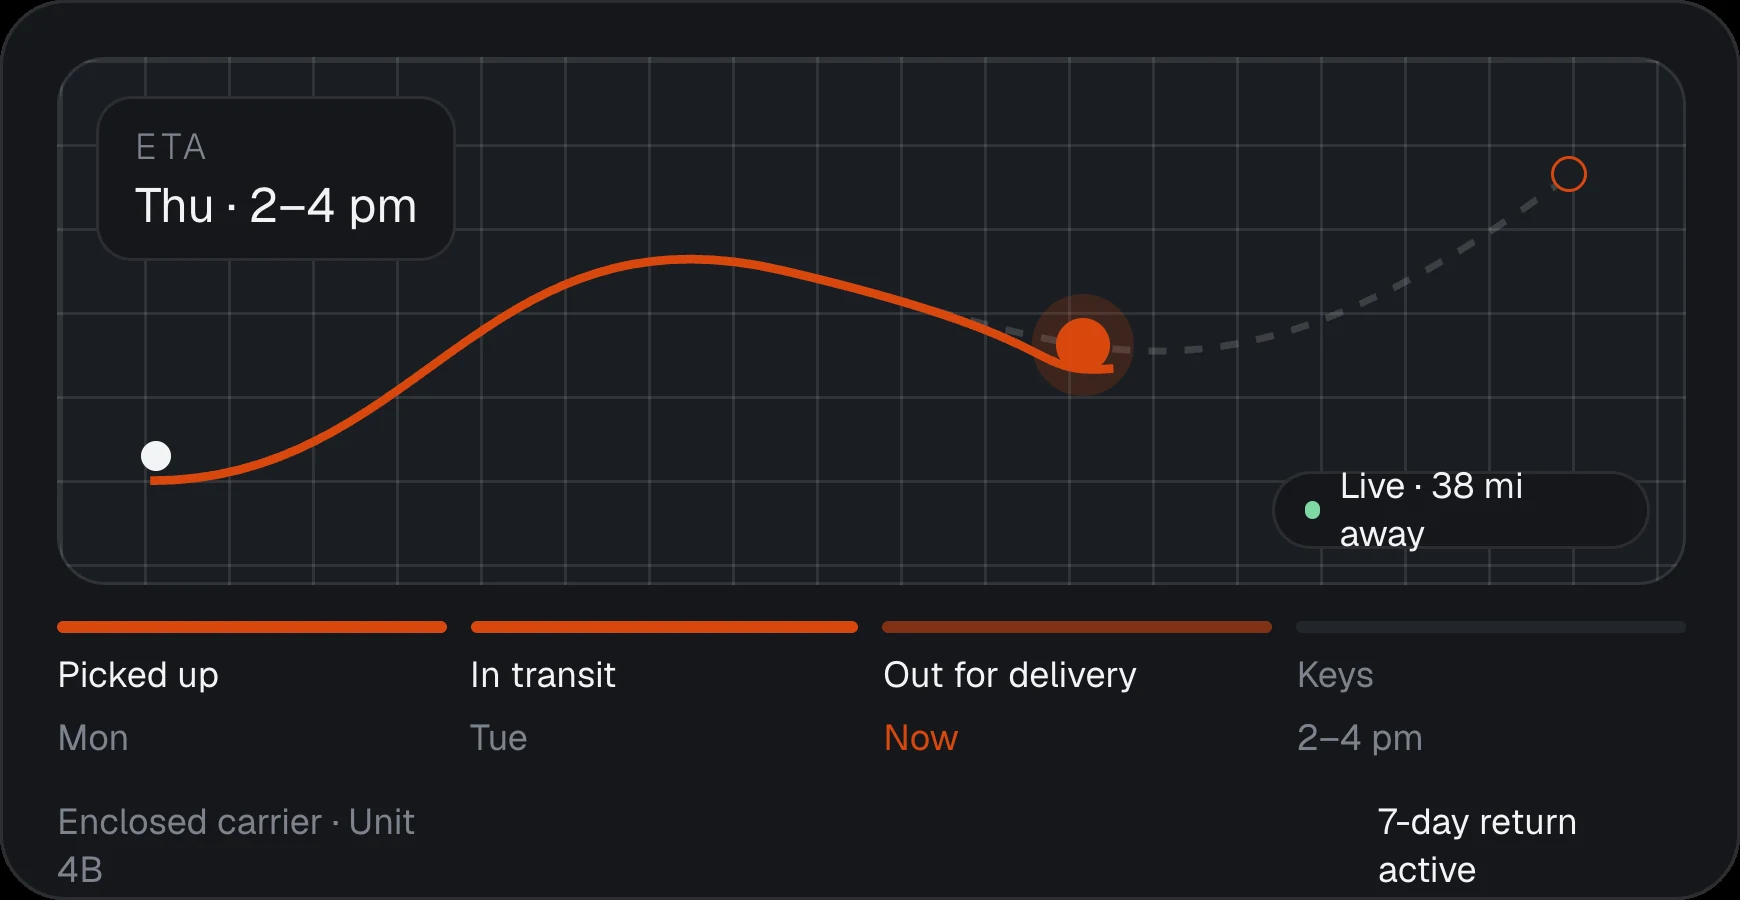 ETA
Thu · 2–4 pm
Live · 38 mi
away
Picked up
Mon
In transit
Tue
Out for delivery
Now
Keys
2–4 pm
Enclosed carrier · Unit
4B
7-day return
active